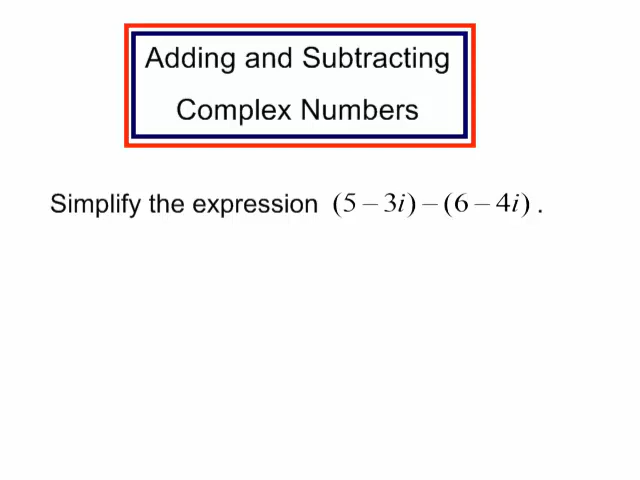 Adding and Subtracting
Complex Numbers
Simplify the expression (5 − 3i) − (6 − 4i) .